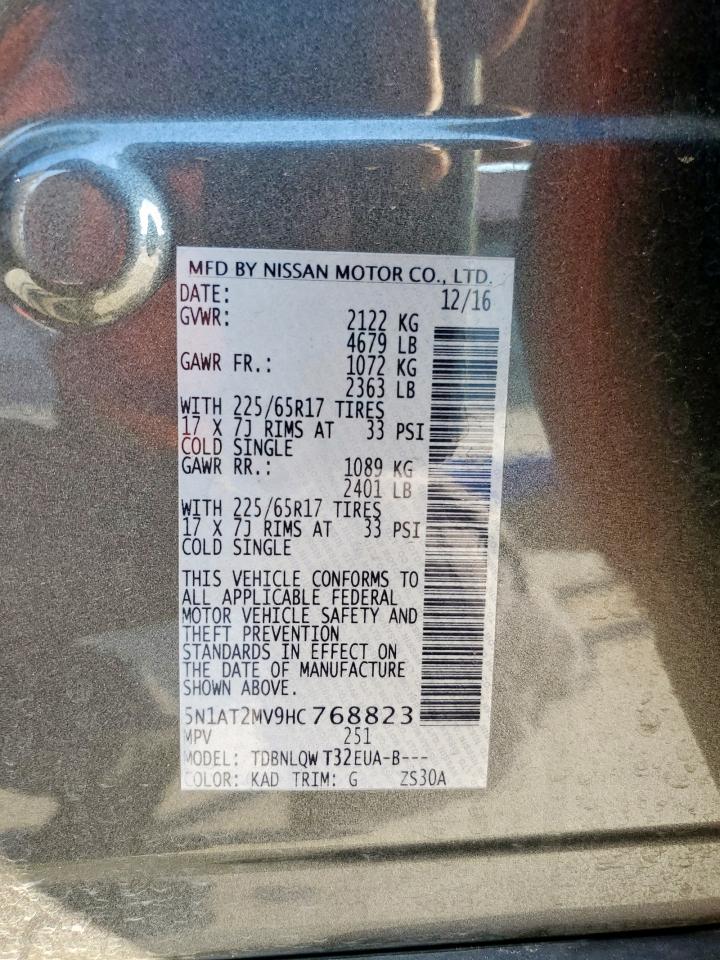 MFD BY NISSAN MOTOR CO., LTD.
DATE: 12/16
GVWR: 2122 KG
4679 LB
GAWR FR.: 1072 KG
2363 LB
WITH 225/65R17 TIRES
17 X 7J RIMS AT 33 PSI
COLD SINGLE
GAWR RR.: 1089 KG
2401 LB
WITH 225/65R17 TIRES
17 X 7J RIMS AT 33 PSI
COLD SINGLE
THIS VEHICLE CONFORMS TO
ALL APPLICABLE FEDERAL
MOTOR VEHICLE SAFETY AND
THEFT PREVENTION
STANDARDS IN EFFECT ON
THE DATE OF MANUFACTURE
SHOWN ABOVE.
5N1AT2MV9HC768823
MPV 251
MODEL: TDBNLQW T32EUA-B---
COLOR: KAD TRIM: G ZS30A